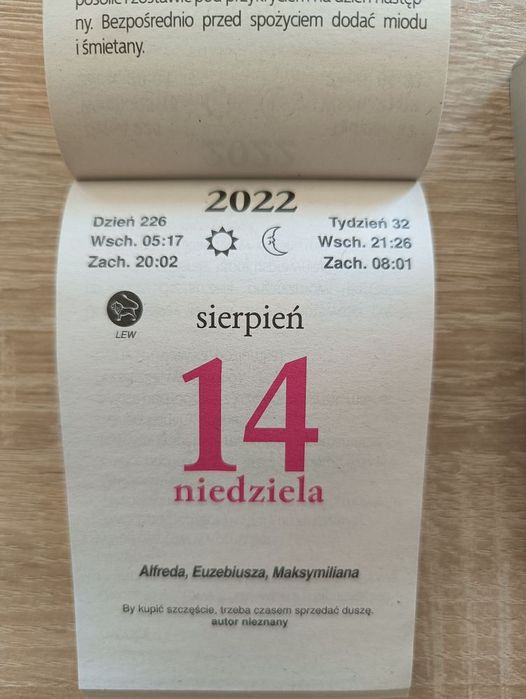 ny. Bezpośrednio przed spożyciem dodać miodu
i śmietany.
2022
Dzień 226
Wsch. 05:17
Zach. 20:02
Tydzień 32
Wsch. 21:26
Zach. 08:01
LEW
sierpień
14
niedziela
Alfreda, Euzebiusza, Maksymiliana
By kupić szczęście, trzeba czasem sprzedać duszę.
autor nieznany